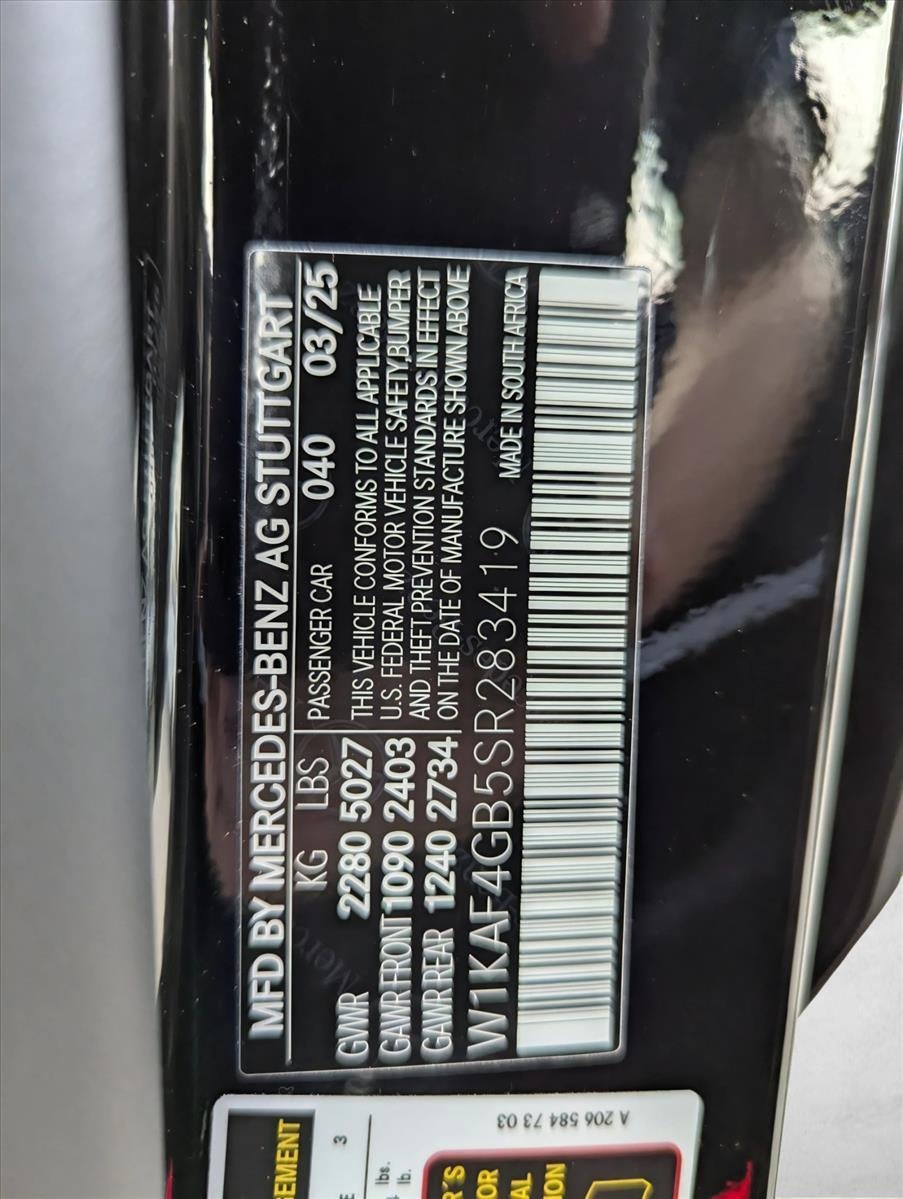 MFD BY MERCEDES-BENZ AG STUTTGART
KG LBS PASSENGER CAR 040 03/25
GVWR 2280 5027 THIS VEHICLE CONFORMS TO ALL APPLICABLE
GAWR FRONT 1090 2403 U.S. FEDERAL MOTOR VEHICLE SAFETY,BUMPER
GAWR REAR 1240 2734 AND THEFT PREVENTION STANDARDS IN EFFECT
ON THE DATE OF MANUFACTURE SHOWN ABOVE
W1KAF4GB5SR283419 MADE IN SOUTH AFRICA
A 206 584 73 03
3
lbs.
lb.